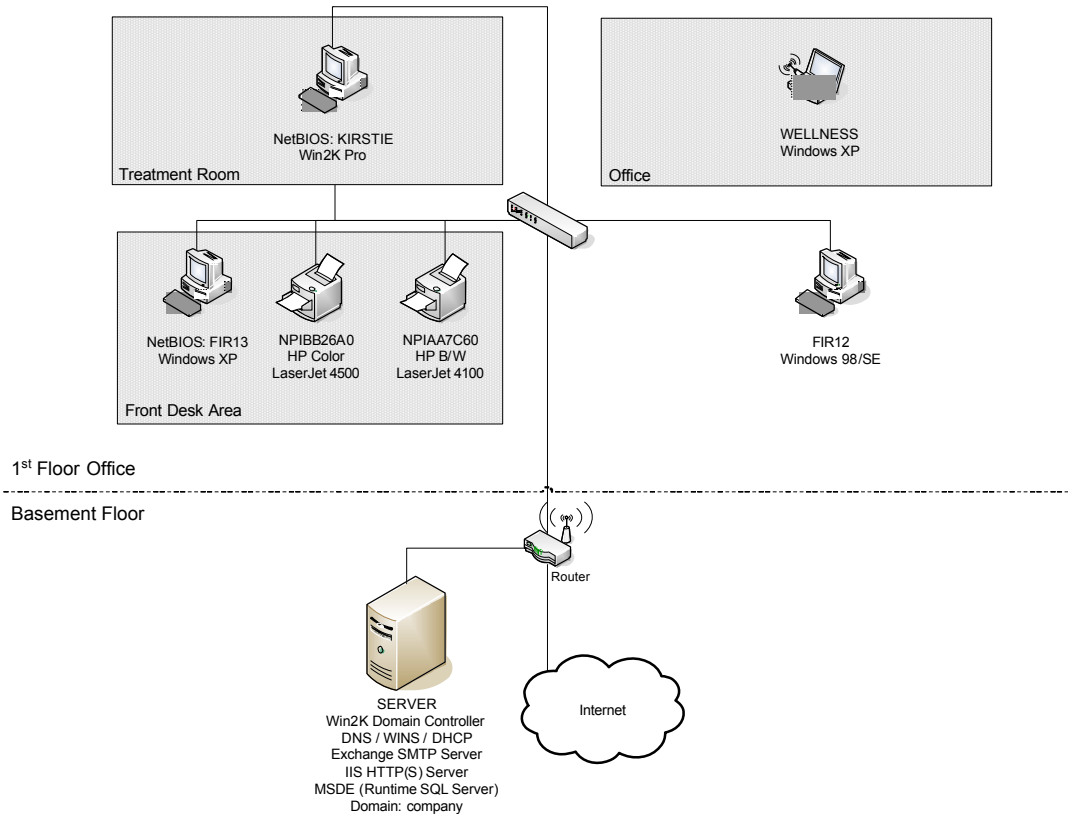 NetBIOS: KIRSTIE
Win2K Pro
Treatment Room
WELLNESS
Windows XP
Office
NetBIOS: FIR13
Windows XP
NPIBB26A0
HP Color
LaserJet 4500
NPIAA7C60
HP B/W
LaserJet 4100
Front Desk Area
FIR12
Windows 98/SE
1st Floor Office
Basement Floor
Router
SERVER
Win2K Domain Controller
DNS / WINS / DHCP
Exchange SMTP Server
IIS HTTP(S) Server
MSDE (Runtime SQL Server)
Domain: company
Internet